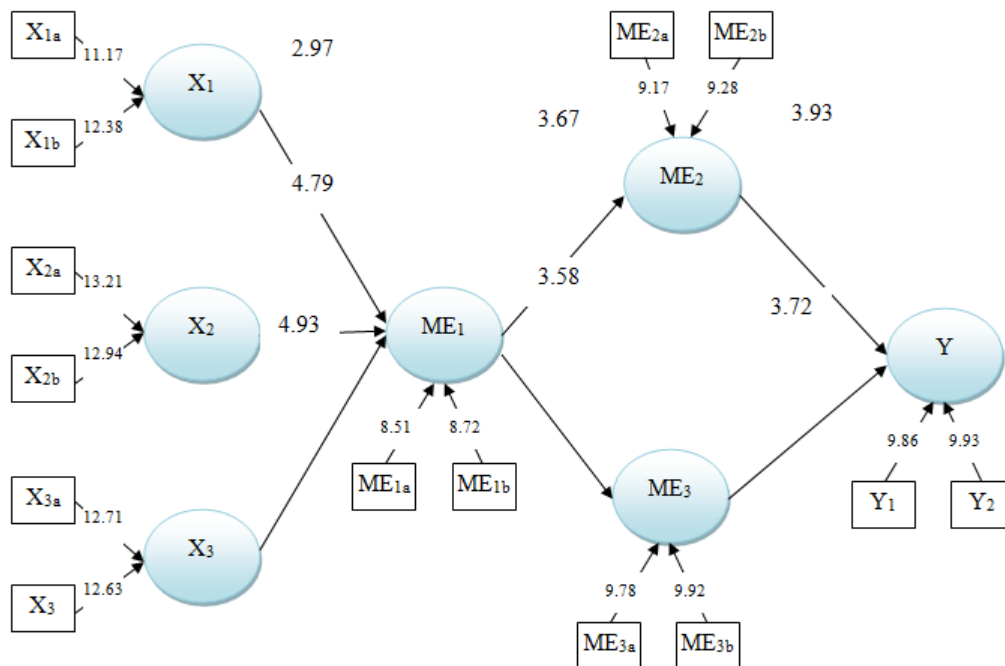 X1a
11.17
X1
2.97
12.38
X1b
ME2a
ME2b
9.17
9.28
3.67
3.93
ME2
4.79
X2a
13.21
X2
4.93
12.94
X2b
ME1
3.58
3.72
Y
8.51
8.72
ME1a
ME1b
9.86
9.93
Y1
Y2
X3a
12.71
X3
12.63
X3
ME3
9.78
9.92
ME3a
ME3b